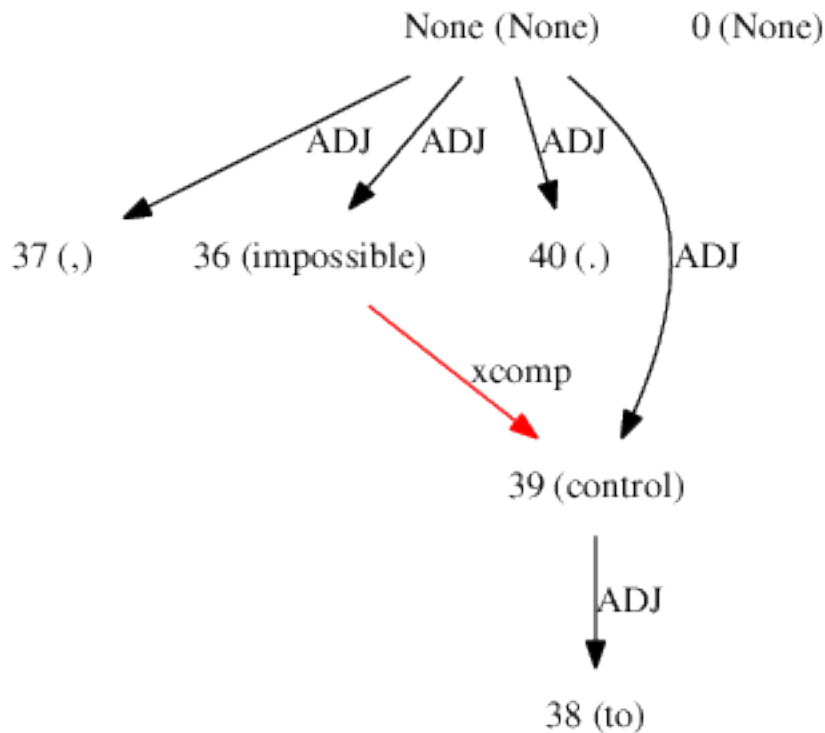 None (None) 0 (None)
ADJ ADJ ADJ
37 (,) 36 (impossible) 40 (.) ADJ
xcomp
39 (control)
ADJ
38 (to)